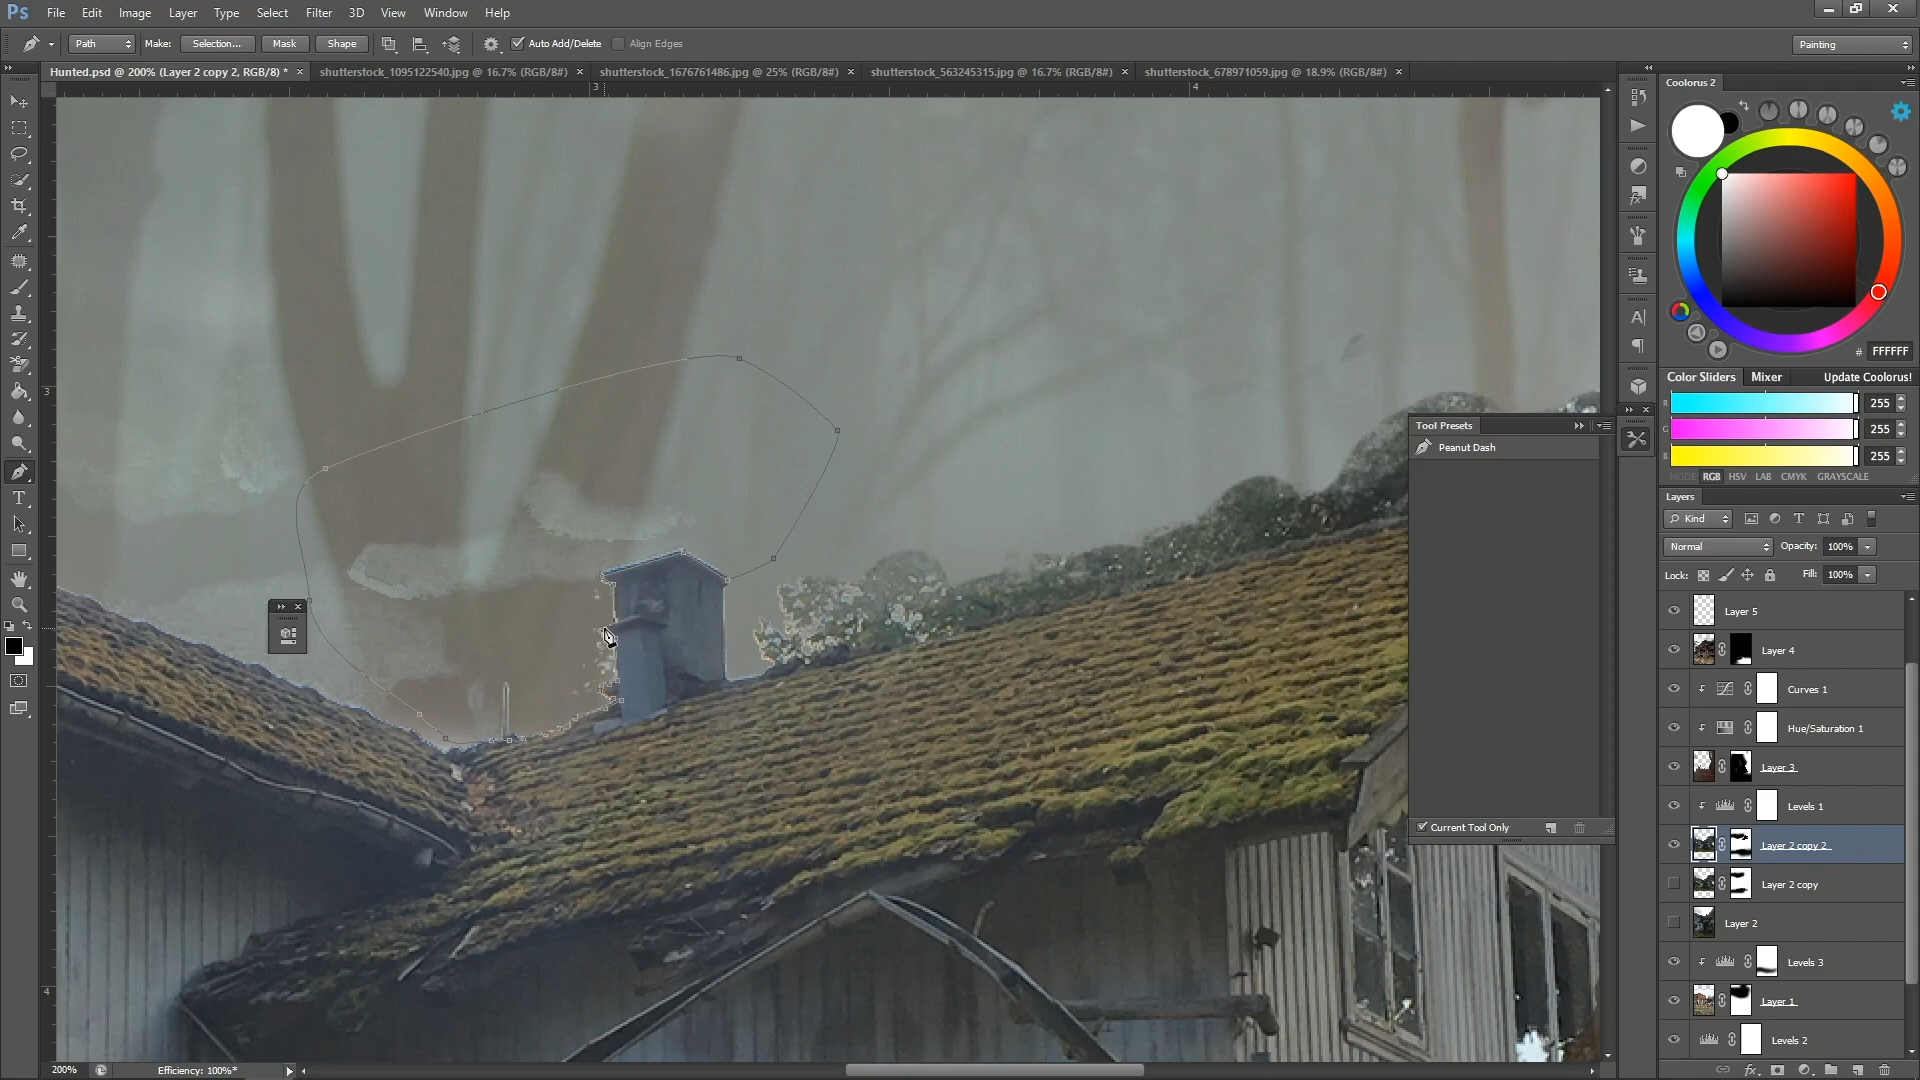 Ps File Edit Image Layer Type Select Filter 3D View Window Help
Path Make: Selection... Mask Shape Auto Add/Delete Align Edges Painting
Hunted.psd @ 200% (Layer 2 copy 2, RGB/8) * × shutterstock_1095122540.jpg @ 16.7% (RGB/8#) × shutterstock_1676761486.jpg @ 25% (RGB/8#) × shutterstock_563245315.jpg @ 16.7% (RGB/8#) × shutterstock_678971059.jpg @ 18.9% (RGB/8#) ×
3 4
3
4
Coolorus 2
# FFFFFF
Color Sliders Mixer Update Coolorus!
R 255
G 255
B 255
MODE RGB HSV LAB CMYK GRAYSCALE
Tool Presets
Peanut Dash
Current Tool Only
Layers
Kind
Normal Opacity: 100%
Lock: Fill: 100%
Layer 5
Layer 4
Curves 1
Hue/Saturation 1
Layer 3
Levels 1
Layer 2 copy 2
Layer 2 copy
Layer 2
Levels 3
Layer 1
Levels 2
200% Efficiency: 100%*